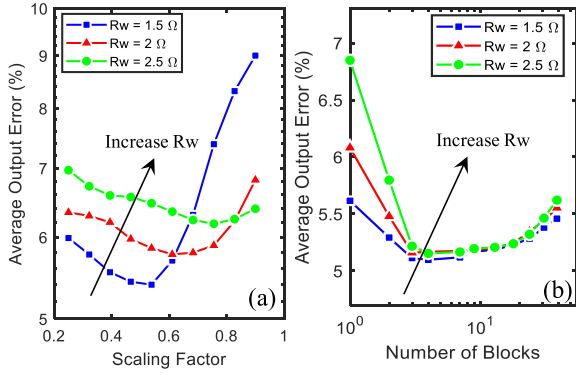 10
9
8
7
6
5
Average Output Error (%)
Rw = 1.5 Ω
Rw = 2 Ω
Rw = 2.5 Ω
Increase Rw
(a)
0.2 0.4 0.6 0.8 1
Scaling Factor
7
6.5
6
5.5
5
Average Output Error (%)
Rw = 1.5 Ω
Rw = 2 Ω
Rw = 2.5 Ω
Increase Rw
(b)
10⁰ 10¹
Number of Blocks